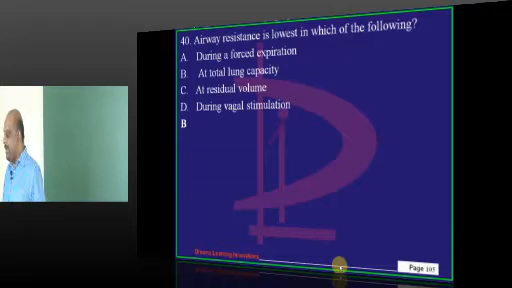 40. Airway resistance is lowest in which of the following?
A. During a forced expiration
B. At total lung capacity
C. At residual volume
D. During vagal stimulation
B
Page 105